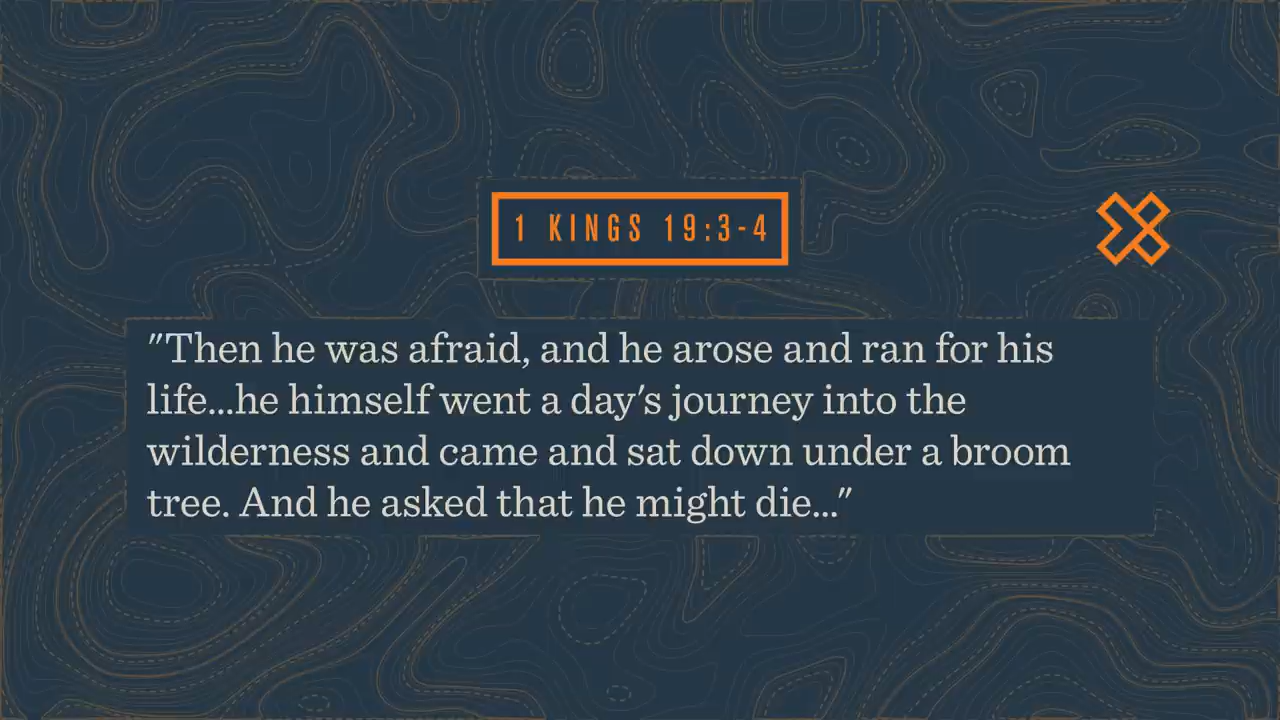 1 KINGS 19:3-4
"Then he was afraid, and he arose and ran for his
life...he himself went a day's journey into the
wilderness and came and sat down under a broom
tree. And he asked that he might die..."